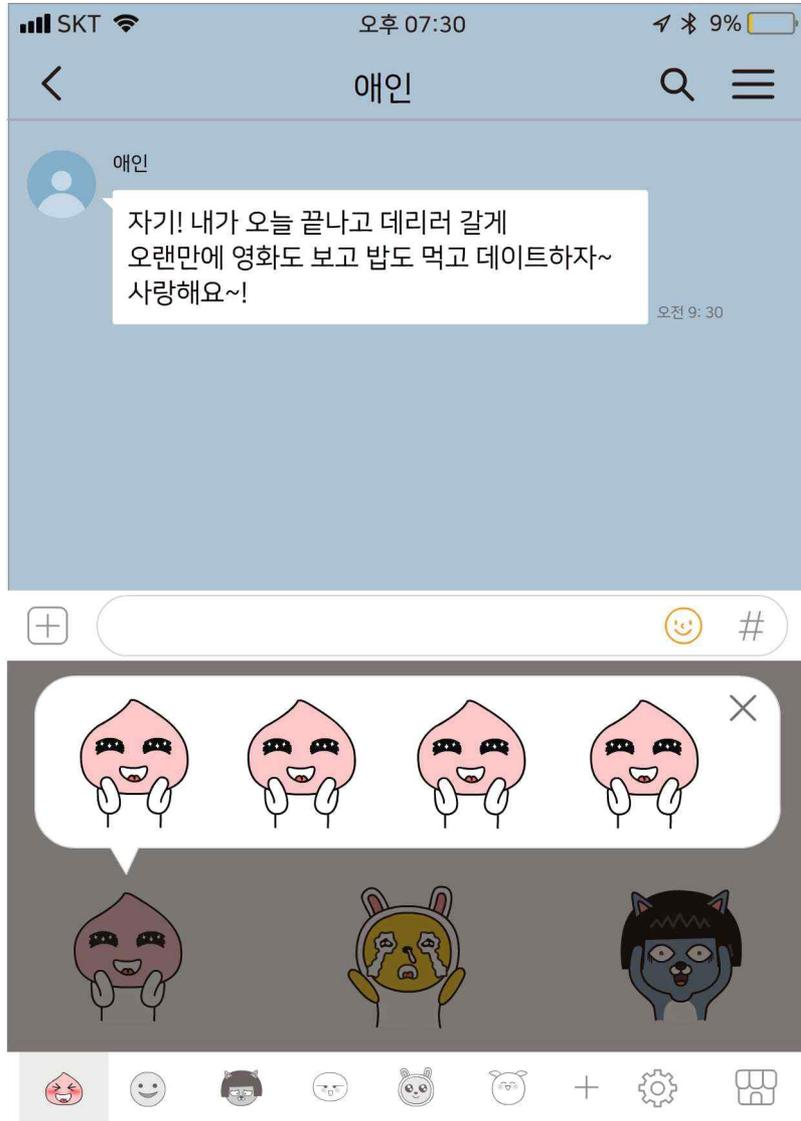 SKT 오후 07:30 9%
애인
애인
자기! 내가 오늘 끝나고 데리러 갈게
오랜만에 영화도 보고 밥도 먹고 데이트하자~
사랑해요~!
오전 9: 30
#